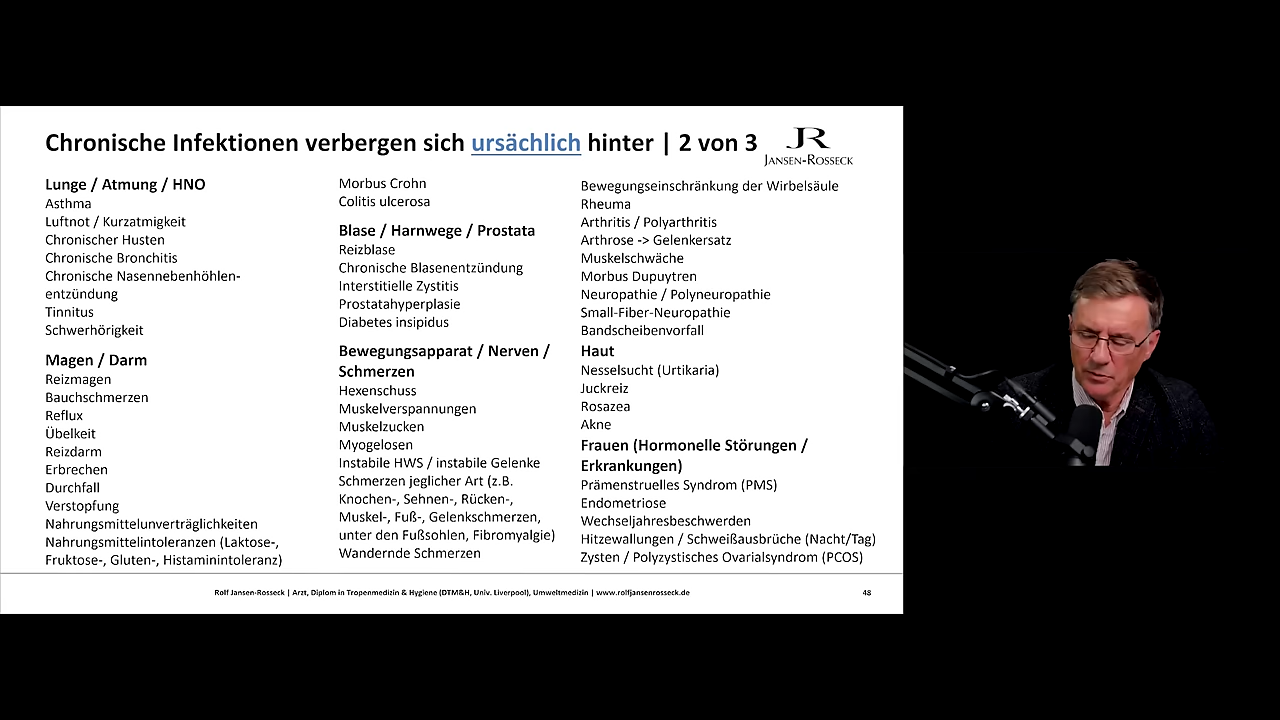 Chronische Infektionen verbergen sich ursächlich hinter | 2 von 3
JR
JANSEN-ROSSECK
Lunge / Atmung / HNO
Asthma
Luftnot / Kurzatmigkeit
Chronischer Husten
Chronische Bronchitis
Chronische Nasennebenhöhlen-
entzündung
Tinnitus
Schwerhörigkeit
Magen / Darm
Reizmagen
Bauchschmerzen
Reflux
Übelkeit
Reizdarm
Erbrechen
Durchfall
Verstopfung
Nahrungsmittelunverträglichkeiten
Nahrungsmittelintoleranzen (Laktose-,
Fruktose-, Gluten-, Histaminintoleranz)
Morbus Crohn
Colitis ulcerosa
Blase / Harnwege / Prostata
Reizblase
Chronische Blasenentzündung
Interstitielle Zystitis
Prostatahyperplasie
Diabetes insipidus
Bewegungsapparat / Nerven /
Schmerzen
Hexenschuss
Muskelverspannungen
Muskelzucken
Myogelosen
Instabile HWS / instabile Gelenke
Schmerzen jeglicher Art (z.B.
Knochen-, Sehnen-, Rücken-,
Muskel-, Fuß-, Gelenkschmerzen,
unter den Fußsohlen, Fibromyalgie)
Wandernde Schmerzen
Bewegungseinschränkung der Wirbelsäule
Rheuma
Arthritis / Polyarthritis
Arthrose -> Gelenkersatz
Muskelschwäche
Morbus Dupuytren
Neuropathie / Polyneuropathie
Small-Fiber-Neuropathie
Bandscheibenvorfall
Haut
Nesselsucht (Urtikaria)
Juckreiz
Rosazea
Akne
Frauen (Hormonelle Störungen /
Erkrankungen)
Prämenstruelles Syndrom (PMS)
Endometriose
Wechseljahresbeschwerden
Hitzewallungen / Schweißausbrüche (Nacht/Tag)
Zysten / Polyzystisches Ovarialsyndrom (PCOS)
Rolf Jansen-Rosseck | Arzt, Diplom in Tropenmedizin & Hygiene (DTM&H, Univ. Liverpool), Umweltmedizin | www.rolfjansenrosseck.de
48